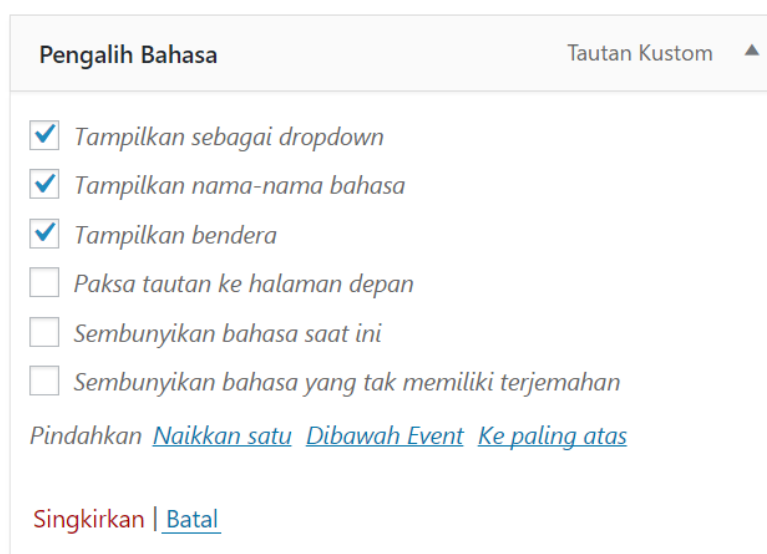 Pengalih Bahasa Tautan Kustom ▲
Tampilkan sebagai dropdown
Tampilkan nama-nama bahasa
Tampilkan bendera
Paksa tautan ke halaman depan
Sembunyikan bahasa saat ini
Sembunyikan bahasa yang tak memiliki terjemahan
Pindahkan Naikkan satu Dibawah Event Ke paling atas
Singkirkan | Batal